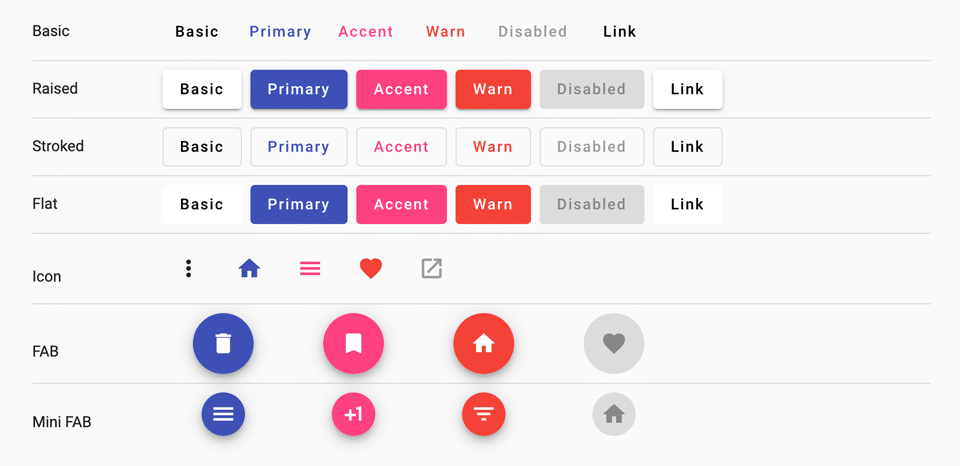 Basic Basic Primary Accent Warn Disabled Link
Raised Basic Primary Accent Warn Disabled Link
Stroked Basic Primary Accent Warn Disabled Link
Flat Basic Primary Accent Warn Disabled Link
Icon
FAB
Mini FAB +1